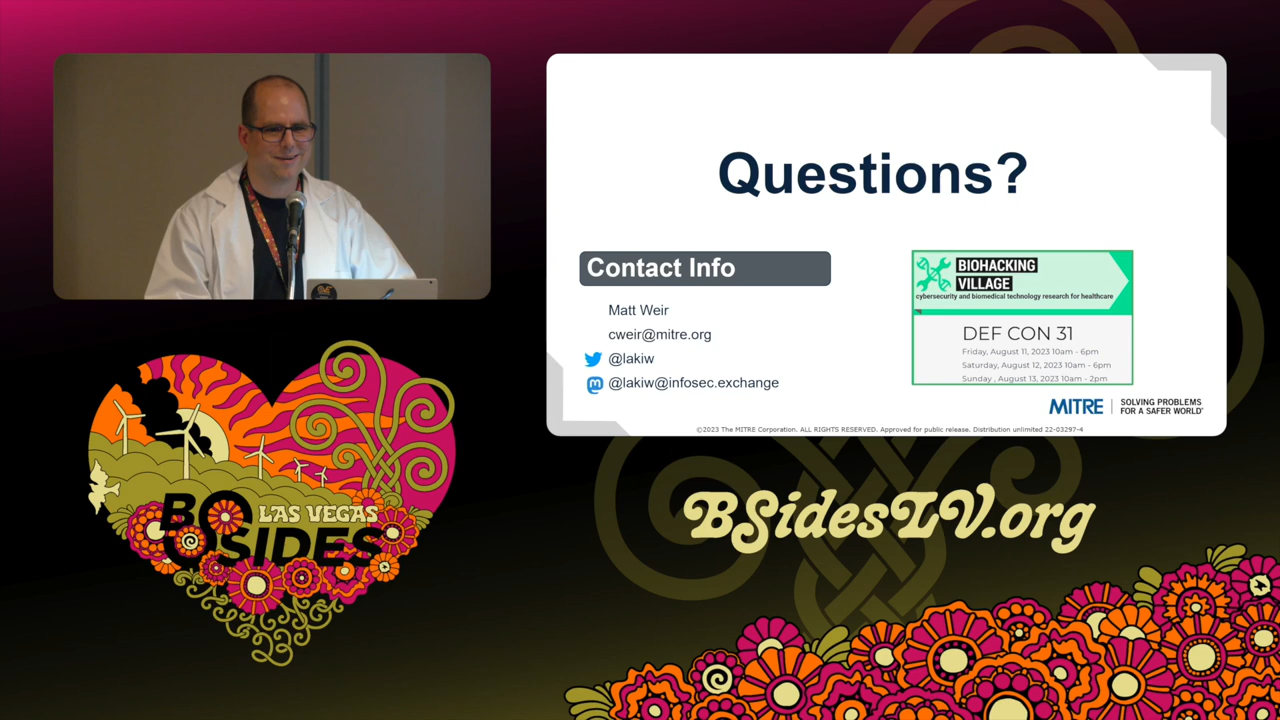 Questions?
Contact Info
Matt Weir
cweir@mitre.org
@lakiw
@lakiw@infosec.exchange
BIOHACKING
VILLAGE
cybersecurity and biomedical technology research for healthcare
DEF CON 31
Friday, August 11, 2023 10am - 6pm
Saturday, August 12, 2023 10am - 6pm
Sunday , August 13, 2023 10am - 2pm
MITRE
SOLVING PROBLEMS
FOR A SAFER WORLD'
©2023 The MITRE Corporation. ALL RIGHTS RESERVED. Approved for public release. Distribution unlimited 22-03297-4
LAS VEGAS
BSIDES
23
BSidesLV.org